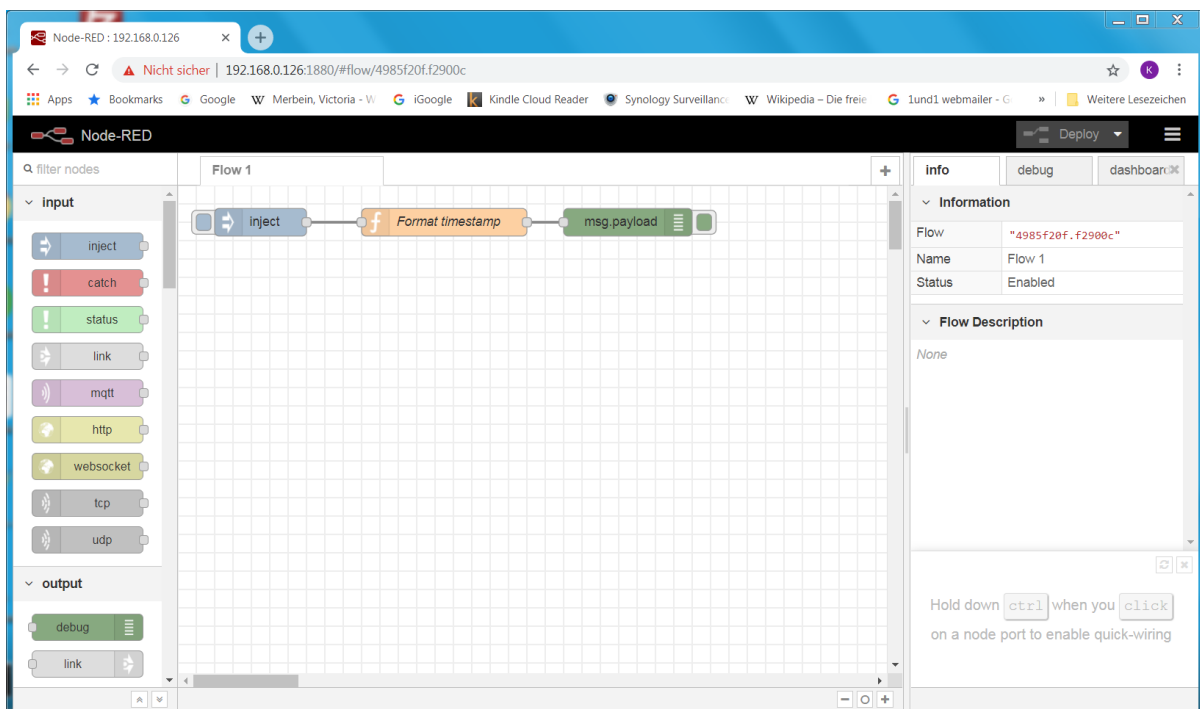 Node-RED : 192.168.0.126
Nicht sicher | 192.168.0.126:1880/#flow/4985f20f.f2900c
K
Apps Bookmarks Google Merbein, Victoria - W iGoogle Kindle Cloud Reader Synology Surveillance Wikipedia – Die freie 1und1 webmailer - G » Weitere Lesezeichen
Node-RED Deploy
filter nodes
input
inject
catch
status
link
mqtt
http
websocket
tcp
udp
output
debug
link
Flow 1
inject Format timestamp msg.payload
info debug dashboard
Information
Flow "4985f20f.f2900c"
Name Flow 1
Status Enabled
Flow Description
None
Hold down ctrl when you click
on a node port to enable quick-wiring